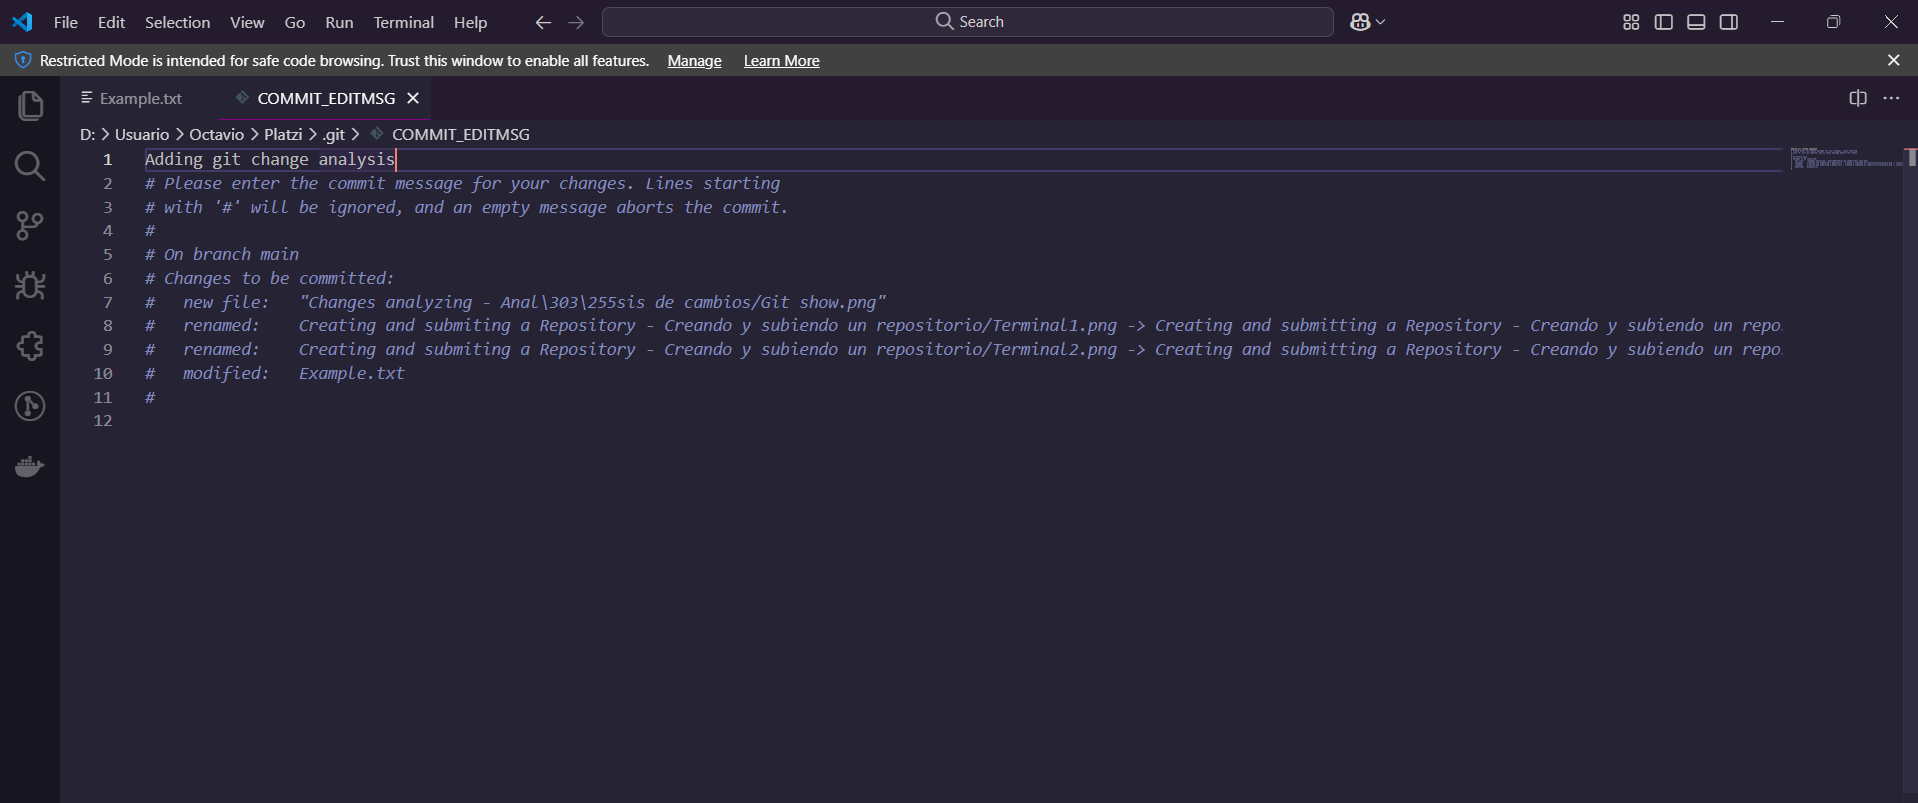 File Edit Selection View Go Run Terminal Help Search
Restricted Mode is intended for safe code browsing. Trust this window to enable all features. Manage Learn More
Example.txt COMMIT_EDITMSG
D: > Usuario > Octavio > Platzi > .git > COMMIT_EDITMSG
1 Adding git change analysis
2 # Please enter the commit message for your changes. Lines starting
3 # with '#' will be ignored, and an empty message aborts the commit.
4 #
5 # On branch main
6 # Changes to be committed:
7 # new file: "Changes analyzing - Anal\303\255sis de cambios/Git show.png"
8 # renamed: Creating and submiting a Repository - Creando y subiendo un repositorio/Terminal1.png -> Creating and submitting a Repository - Creando y subiendo un repo
9 # renamed: Creating and submiting a Repository - Creando y subiendo un repositorio/Terminal2.png -> Creating and submitting a Repository - Creando y subiendo un repo
10 # modified: Example.txt
11 #
12